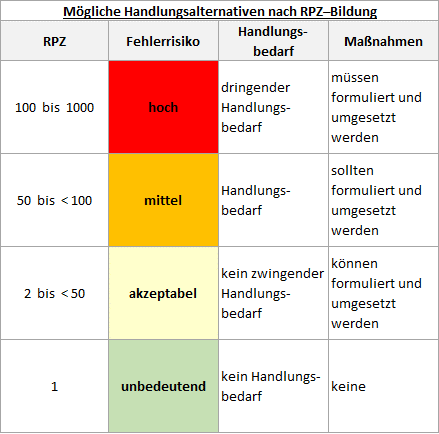 Mögliche Handlungsalternativen nach RPZ–Bildung
RPZ Fehlerrisiko Handlungs-
bedarf Maßnahmen
100 bis 1000 hoch dringender
Handlungs-
bedarf müssen
formuliert und
umgesetzt
werden
50 bis < 100 mittel Handlungs-
bedarf sollten
formuliert und
umgesetzt
werden
2 bis < 50 akzeptabel kein zwingender
Handlungs-
bedarf können
formuliert und
umgesetzt
werden
1 unbedeutend kein Handlungs-
bedarf keine